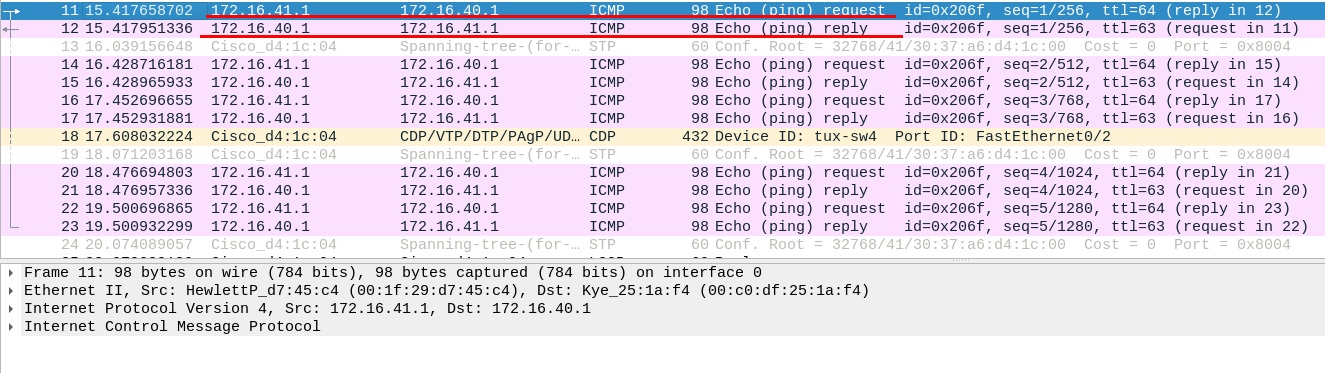 11 15.417658702 172.16.41.1 172.16.40.1 ICMP 98 Echo (ping) request id=0x206f, seq=1/256, ttl=64 (reply in 12)
12 15.417951336 172.16.40.1 172.16.41.1 ICMP 98 Echo (ping) reply id=0x206f, seq=1/256, ttl=63 (request in 11)
13 16.039156648 Cisco_d4:1c:04 Spanning-tree-(for-… STP 60 Conf. Root = 32768/41/30:37:a6:d4:1c:00 Cost = 0 Port = 0x8004
14 16.428716181 172.16.41.1 172.16.40.1 ICMP 98 Echo (ping) request id=0x206f, seq=2/512, ttl=64 (reply in 15)
15 16.428965933 172.16.40.1 172.16.41.1 ICMP 98 Echo (ping) reply id=0x206f, seq=2/512, ttl=63 (request in 14)
16 17.452696655 172.16.41.1 172.16.40.1 ICMP 98 Echo (ping) request id=0x206f, seq=3/768, ttl=64 (reply in 17)
17 17.452931881 172.16.40.1 172.16.41.1 ICMP 98 Echo (ping) reply id=0x206f, seq=3/768, ttl=63 (request in 16)
18 17.608032224 Cisco_d4:1c:04 CDP/VTP/DTP/PAgP/UD… CDP 432 Device ID: tux-sw4 Port ID: FastEthernet0/2
19 18.071203168 Cisco_d4:1c:04 Spanning-tree-(for-… STP 60 Conf. Root = 32768/41/30:37:a6:d4:1c:00 Cost = 0 Port = 0x8004
20 18.476694803 172.16.41.1 172.16.40.1 ICMP 98 Echo (ping) request id=0x206f, seq=4/1024, ttl=64 (reply in 21)
21 18.476957336 172.16.40.1 172.16.41.1 ICMP 98 Echo (ping) reply id=0x206f, seq=4/1024, ttl=63 (request in 20)
22 19.500696865 172.16.41.1 172.16.40.1 ICMP 98 Echo (ping) request id=0x206f, seq=5/1280, ttl=64 (reply in 23)
23 19.500932299 172.16.40.1 172.16.41.1 ICMP 98 Echo (ping) reply id=0x206f, seq=5/1280, ttl=63 (request in 22)
24 20.074089057 Cisco_d4:1c:04 Spanning-tree-(for-… STP 60 Conf. Root = 32768/41/30:37:a6:d4:1c:00 Cost = 0 Port = 0x8004
Frame 11: 98 bytes on wire (784 bits), 98 bytes captured (784 bits) on interface 0
Ethernet II, Src: HewlettP_d7:45:c4 (00:1f:29:d7:45:c4), Dst: Kye_25:1a:f4 (00:c0:df:25:1a:f4)
Internet Protocol Version 4, Src: 172.16.41.1, Dst: 172.16.40.1
Internet Control Message Protocol